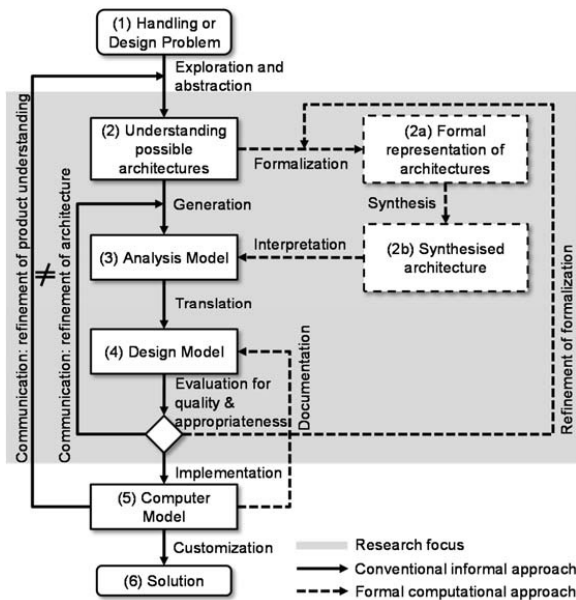 (1) Handling or
Design Problem
Exploration and
abstraction
(2) Understanding
possible
architectures
Formalization
(2a) Formal
representation of
architectures
Synthesis
Generation
(3) Analysis Model
Interpretation
(2b) Synthesised
architecture
Translation
(4) Design Model
Evaluation for
quality &
appropriateness
Documentation
Refinement of formalization
Communication: refinement of product understanding
Communication: refinement of architecture
Implementation
(5) Computer
Model
Customization
(6) Solution
Research focus
Conventional informal approach
Formal computational approach